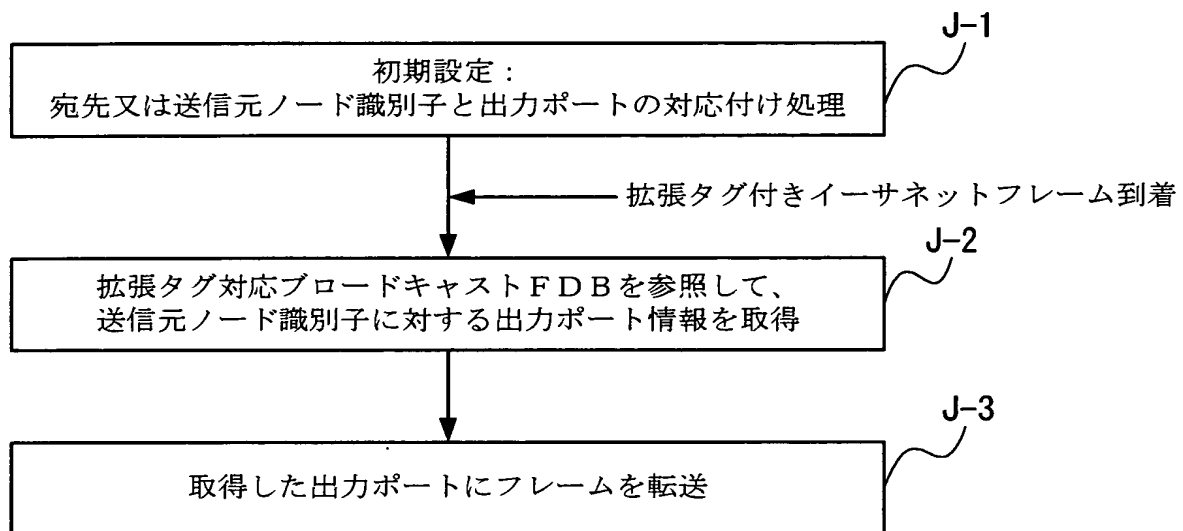 J-1
初期設定：
宛先又は送信元ノード識別子と出力ポートの対応付け処理
拡張タグ付きイーサネットフレーム到着
J-2
拡張タグ対応ブロードキャストＦＤＢを参照して、
送信元ノード識別子に対する出力ポート情報を取得
J-3
取得した出力ポートにフレームを転送